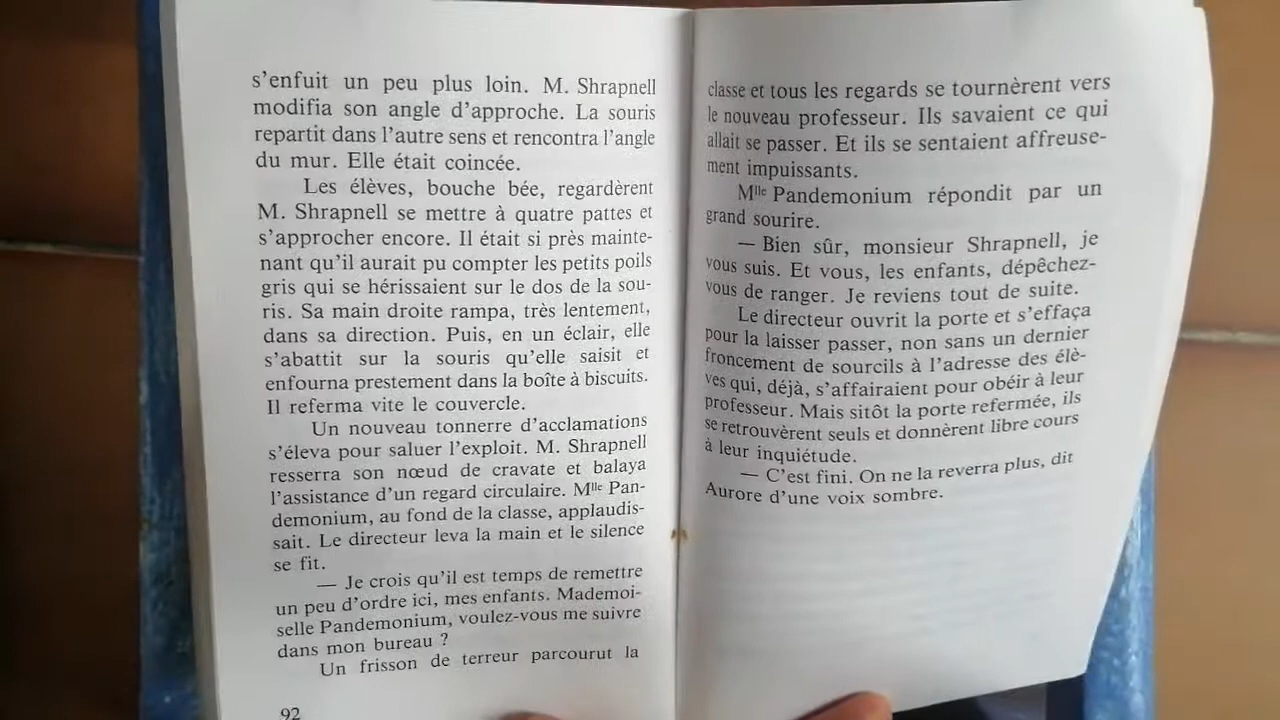 s'enfuit un peu plus loin. M. Shrapnell
modifia son angle d'approche. La souris
repartit dans l'autre sens et rencontra l'angle
du mur. Elle était coincée.
Les élèves, bouche bée, regardèrent
M. Shrapnell se mettre à quatre pattes et
s'approcher encore. Il était si près mainte-
nant qu'il aurait pu compter les petits poils
gris qui se hérissaient sur le dos de la sou-
ris. Sa main droite rampa, très lentement,
dans sa direction. Puis, en un éclair, elle
s'abattit sur la souris qu'elle saisit et
enfourna prestement dans la boîte à biscuits.
Il referma vite le couvercle.
Un nouveau tonnerre d'acclamations
s'éleva pour saluer l'exploit. M. Shrapnell
resserra son nœud de cravate et balaya
l'assistance d'un regard circulaire. Mlle Pan-
demonium, au fond de la classe, applaudis-
sait. Le directeur leva la main et le silence
se fit.
— Je crois qu'il est temps de remettre
un peu d'ordre ici, mes enfants. Mademoi-
selle Pandemonium, voulez-vous me suivre
dans mon bureau ?
Un frisson de terreur parcourut la
92
classe et tous les regards se tournèrent vers
le nouveau professeur. Ils savaient ce qui
allait se passer. Et ils se sentaient affreuse-
ment impuissants.
Mlle Pandemonium répondit par un
grand sourire.
— Bien sûr, monsieur Shrapnell, je
vous suis. Et vous, les enfants, dépêchez-
vous de ranger. Je reviens tout de suite.
Le directeur ouvrit la porte et s'effaça
pour la laisser passer, non sans un dernier
froncement de sourcils à l'adresse des élè-
ves qui, déjà, s'affairaient pour obéir à leur
professeur. Mais sitôt la porte refermée, ils
se retrouvèrent seuls et donnèrent libre cours
à leur inquiétude.
— C'est fini. On ne la reverra plus, dit
Aurore d'une voix sombre.